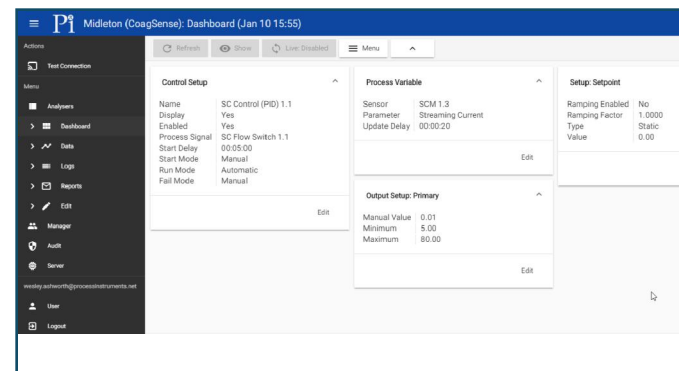 Pi Midleton (CoagSense): Dashboard (Jan 10 15:55)
Actions
Test Connection
Menu
Analysers
Dashboard
Data
Logs
Reports
Edit
Manager
Audit
Server
wesley.ashworth@processinstruments.net
User
Logout
Refresh Show Live: Disabled Menu
Control Setup
Name SC Control (PID) 1.1
Display Yes
Enabled Yes
Process Signal SC Flow Switch 1.1
Start Delay 00:05:00
Start Mode Manual
Run Mode Automatic
Fail Mode Manual
Edit
Process Variable
Sensor SCM 1.3
Parameter Streaming Current
Update Delay 00:00:20
Edit
Output Setup: Primary
Manual Value 0.01
Minimum 5.00
Maximum 80.00
Edit
Setup: Setpoint
Ramping Enabled No
Ramping Factor 1.0000
Type Static
Value 0.00